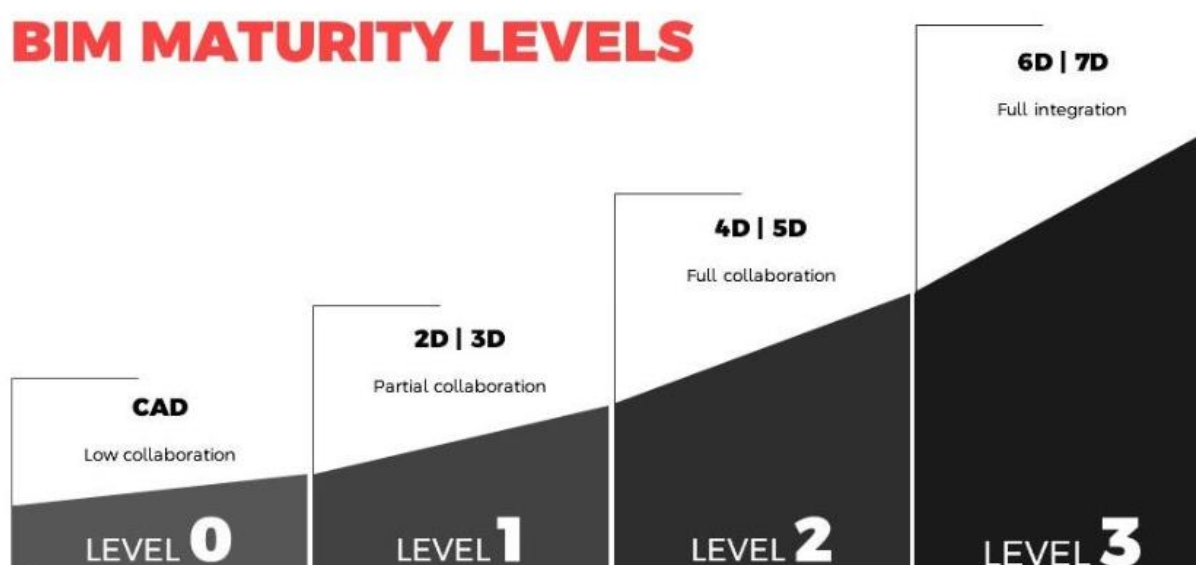 BIM MATURITY LEVELS
CAD
Low collaboration
LEVEL 0
2D | 3D
Partial collaboration
LEVEL 1
4D | 5D
Full collaboration
LEVEL 2
6D | 7D
Full integration
LEVEL 3